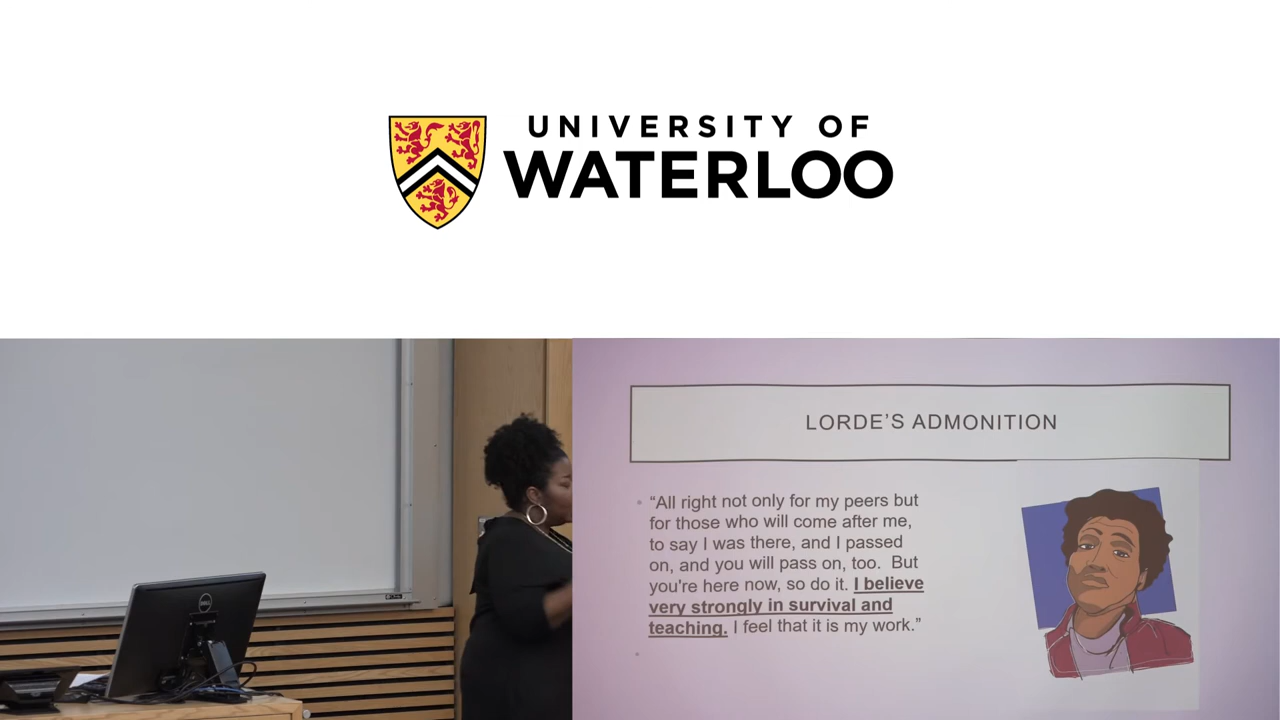 UNIVERSITY OF
WATERLOO
LORDE'S ADMONITION
• “All right not only for my peers but
for those who will come after me,
to say I was there, and I passed
on, and you will pass on, too. But
you're here now, so do it. I believe
very strongly in survival and
teaching. I feel that it is my work.”
DELL